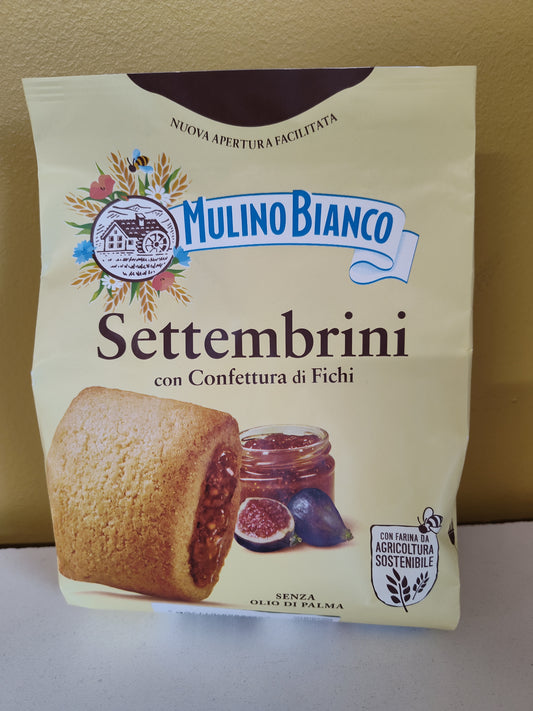 NUOVA APERTURA FACILITATA
MULINO BIANCO
Settembrini
con Confettura di Fichi
CON FARINA DA
AGRICOLTURA
SOSTENIBILE
SENZA
OLIO DI PALMA